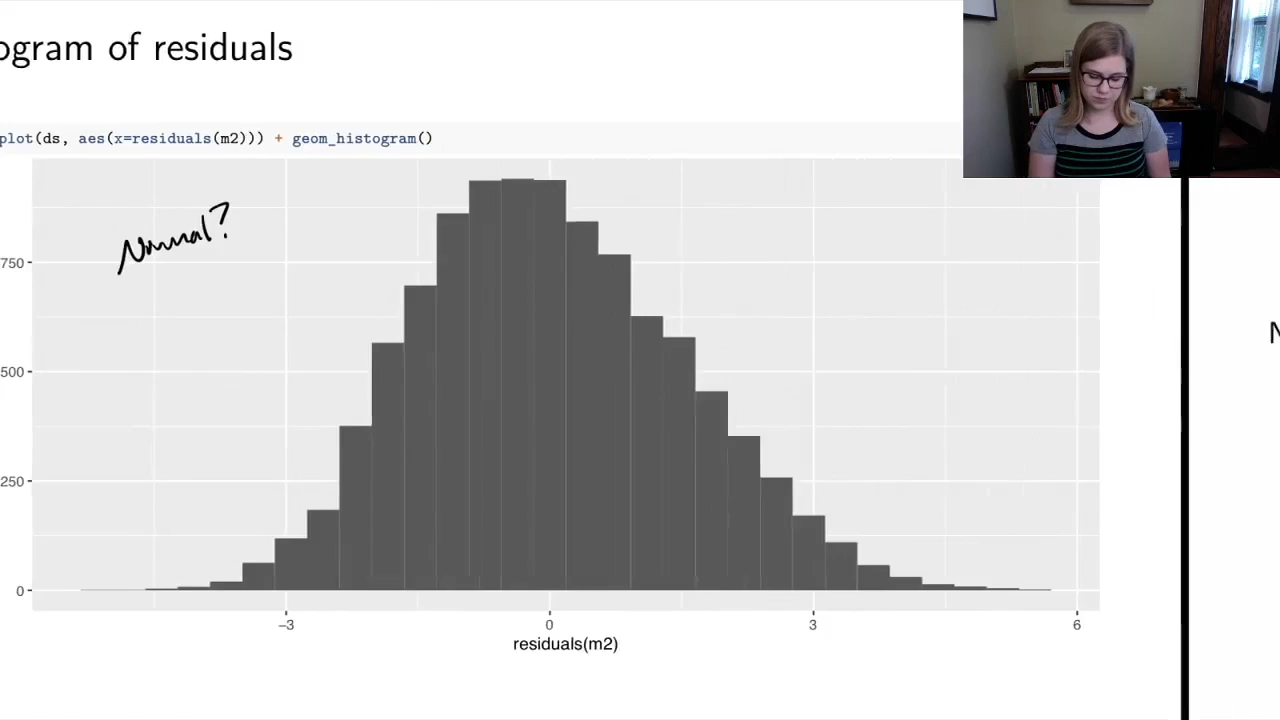 ogram of residuals
plot(ds, aes(x=residuals(m2))) + geom_histogram()
Normal?
750
500
250
0
−3
0
3
6
residuals(m2)
N